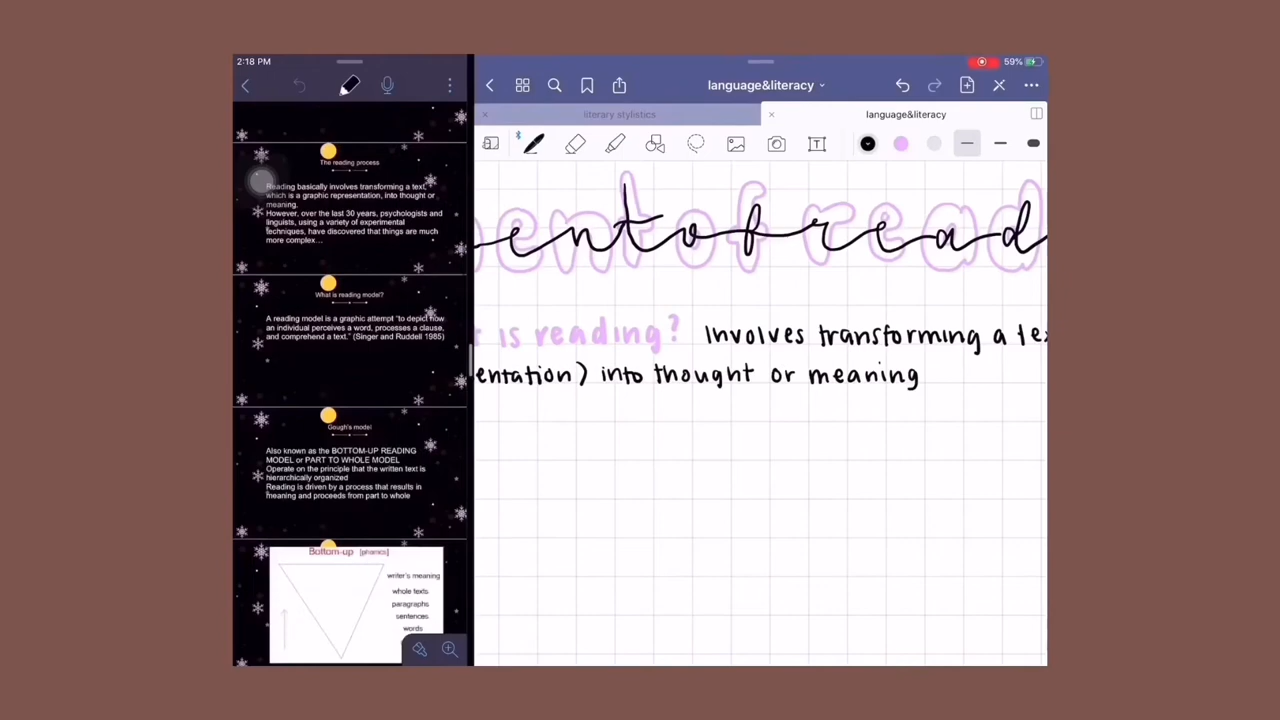 2:18 PM
The reading process
Reading basically involves transforming a text,
which is a graphic representation, into thought or
meaning.
However, over the last 30 years, psychologists and
linguists, using a variety of experimental
techniques, have discovered that things are much
more complex...
What is reading model?
A reading model is a graphic attempt "to depict how
an individual perceives a word, processes a clause,
and comprehend a text." (Singer and Ruddell 1985)
Gough's model
Also known as the BOTTOM-UP READING
MODEL or PART TO WHOLE MODEL
Operate on the principle that the written text is
hierarchically organized
Reading is driven by a process that results in
meaning and proceeds from part to whole
Bottom-up [phonics]
writer's meaning
whole texts
paragraphs
sentences
words
59%
language&literacy
literary stylistics
language&literacy
T
ent of read
is reading? Involves transforming a te
entation) into thought or meaning